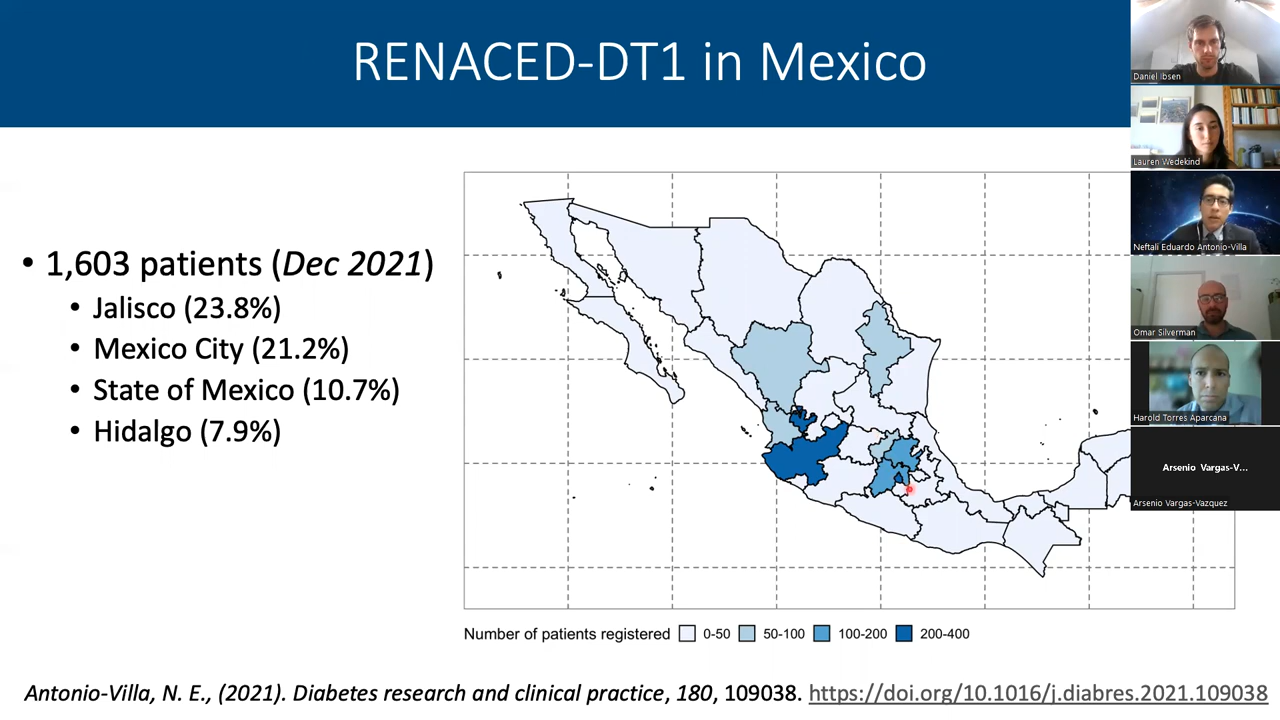 RENACED-DT1 in Mexico
• 1,603 patients (Dec 2021)
• Jalisco (23.8%)
• Mexico City (21.2%)
• State of Mexico (10.7%)
• Hidalgo (7.9%)
Number of patients registered 0-50 50-100 100-200 200-400
Antonio-Villa, N. E., (2021). Diabetes research and clinical practice, 180, 109038. https://doi.org/10.1016/j.diabres.2021.109038
Daniel Ibsen
Lauren Wedekind
Neftali Eduardo Antonio-Villa
Omar Silverman
Harold Torres Aparcana
Arsenio Vargas-V...
Arsenio Vargas-Vazquez